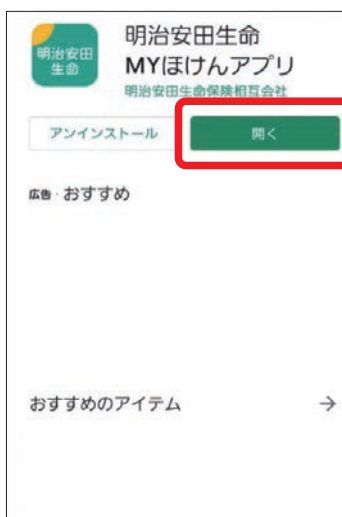 明治安田
生命
明治安田生命
MYほけんアプリ
明治安田生命保険相互会社
アンインストール
開く
広告·おすすめ
おすすめのアイテム